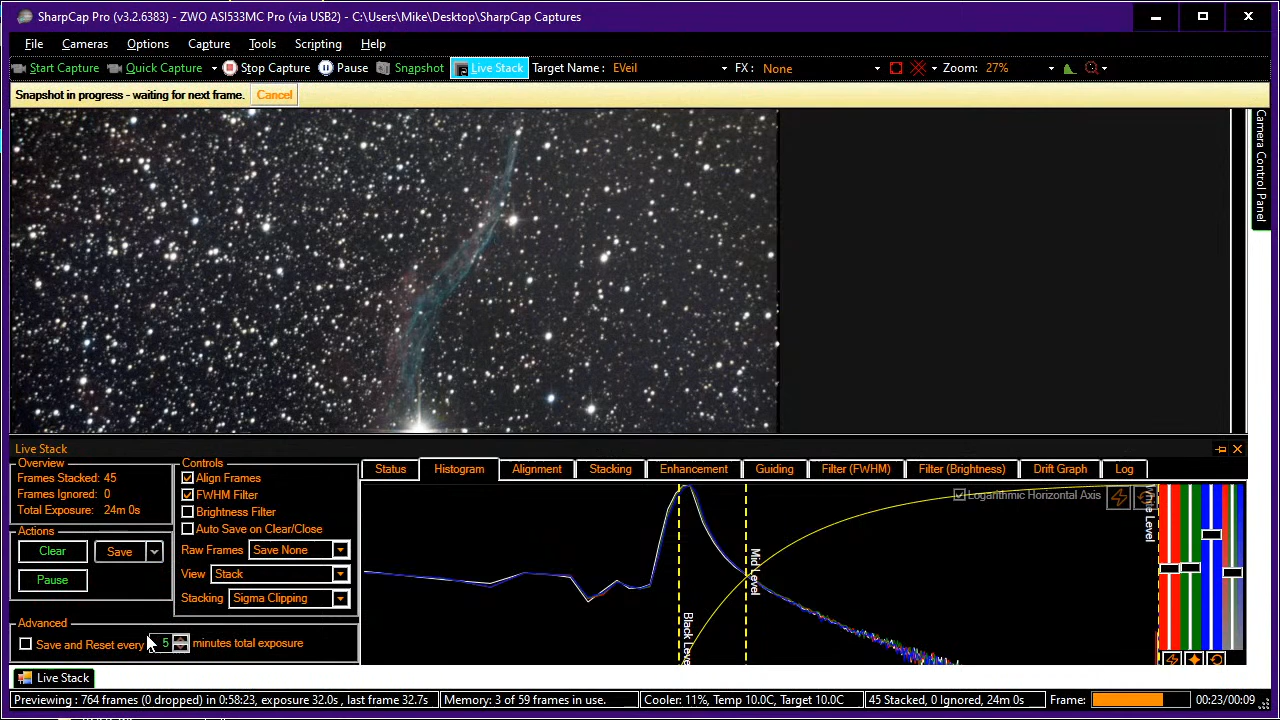 SharpCap Pro (v3.2.6383) - ZWO ASI533MC Pro (via USB2) - C:\Users\Mike\Desktop\SharpCap Captures
File Cameras Options Capture Tools Scripting Help
Start Capture Quick Capture Stop Capture Pause Snapshot Live Stack Target Name : EVeil FX : None Zoom: 27%
Snapshot in progress - waiting for next frame. Cancel
Camera Control Panel
Live Stack
Overview
Frames Stacked: 45
Frames Ignored: 0
Total Exposure: 24m 0s
Actions
Clear Save
Pause
Controls
Align Frames
FWHM Filter
Brightness Filter
Auto Save on Clear/Close
Raw Frames Save None
View Stack
Stacking Sigma Clipping
Advanced
Save and Reset every 5 minutes total exposure
Status Histogram Alignment Stacking Enhancement Guiding Filter (FWHM) Filter (Brightness) Drift Graph Log
Logarithmic Horizontal Axis
Black Level
Mid Level
White Level
Live Stack
Previewing : 764 frames (0 dropped) in 0:58:23, exposure 32.0s , last frame 32.7s Memory: 3 of 59 frames in use. Cooler: 11%, Temp 10.0C, Target 10.0C 45 Stacked, 0 Ignored, 24m 0s Frame: 00:23/00:09